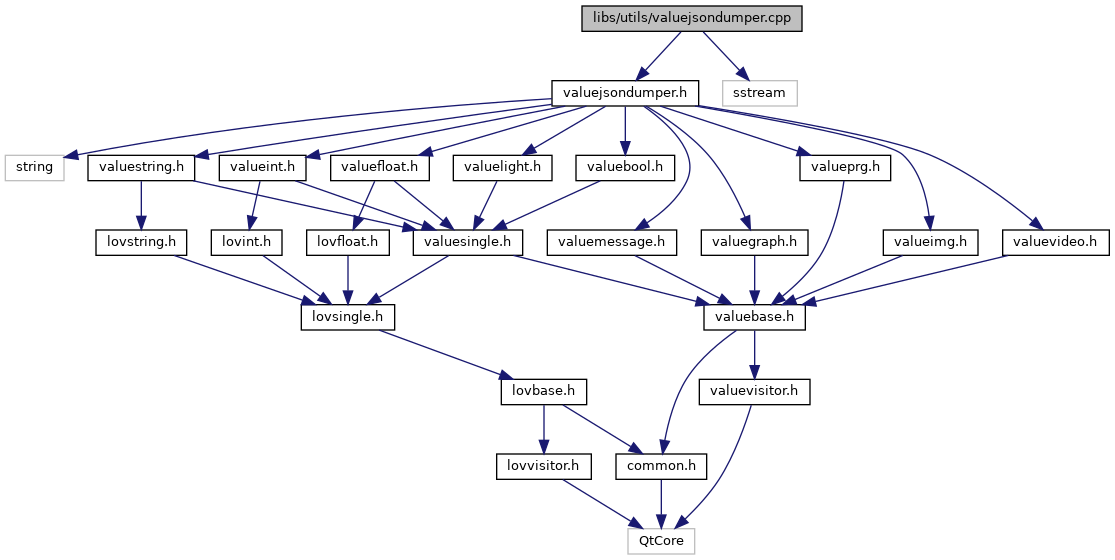 libs/utils/valuejsondumper.cpp
valuejsondumper.h
sstream
string
valuestring.h
valueint.h
valuefloat.h
valuelight.h
valuebool.h
valueprg.h
lovstring.h
lovint.h
lovfloat.h
valuesingle.h
valuemessage.h
valuegraph.h
valueimg.h
valuevideo.h
lovsingle.h
valuebase.h
lovbase.h
valuevisitor.h
lovvisitor.h
common.h
QtCore